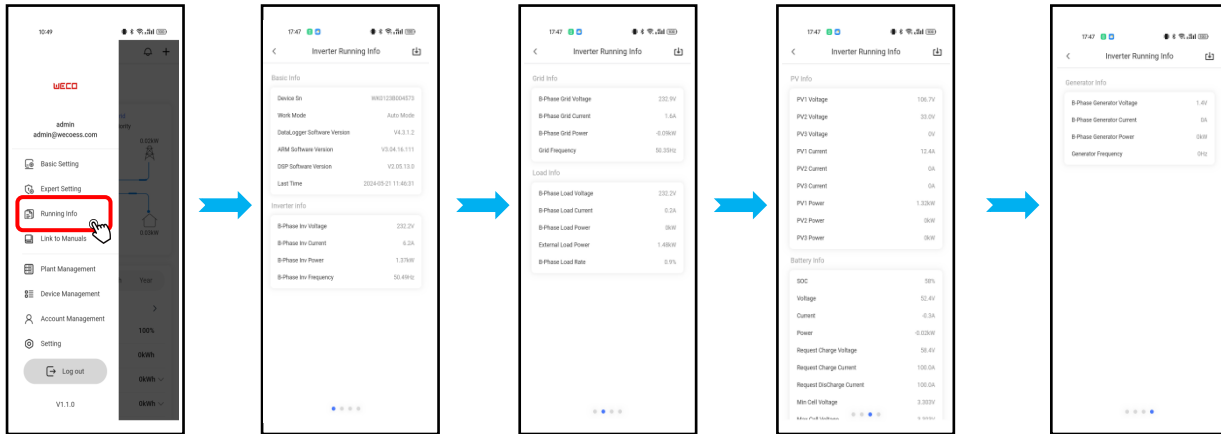 10:49
WECO
admin
admin@wecoess.com
Basic Setting
Expert Setting
Running Info
Link to Manuals
Plant Management
Device Management
Account Management
Setting
Log out
V1.1.0
+
0.03kW
0.03kW
Year
100%
0kWh
0kWh
0kWh
17:47
Inverter Running Info
Basic Info
Device Sn
Work Mode Auto Mode
DataLogger Software Version V4.3.1.2
ARM Software Version V3.04.16.111
DSP Software Version V2.05.13.0
Last Time 2024-05-21 11:46:31
Inverter Info
B-Phase Inv Voltage 232.2V
B-Phase Inv Current 6.2A
B-Phase Inv Power 1.37kW
B-Phase Inv Frequency 50.49Hz
17:47
Inverter Running Info
Grid Info
B-Phase Grid Voltage 232.9V
B-Phase Grid Current 1.6A
B-Phase Grid Power -0.09kW
Grid Frequency
Load Info
B-Phase Load Voltage 232.2V
B-Phase Load Current 0.2A
B-Phase Load Power 0kW
External Load Power 1.48kW
B-Phase Load Rate 0.9%
17:47
Inverter Running Info
PV Info
PV1 Voltage 106.7V
PV2 Voltage 33.0V
PV3 Voltage 0V
PV1 Current 12.4A
PV2 Current 0A
PV3 Current 0A
PV1 Power 1.32kW
PV2 Power 0kW
PV3 Power 0kW
Battery Info
SOC 98%
Voltage 52.4V
Current -0.3A
Power -0.02kW
Request Charge Voltage 58.4V
Request Charge Current 100.0A
Request DisCharge Current 100.0A
Min Cell Voltage 3.303V
17:47
Inverter Running Info
Generator Info
B-Phase Generator Voltage 1.4V
B-Phase Generator Current 0A
B-Phase Generator Power 0kW
Generator Frequency 0Hz